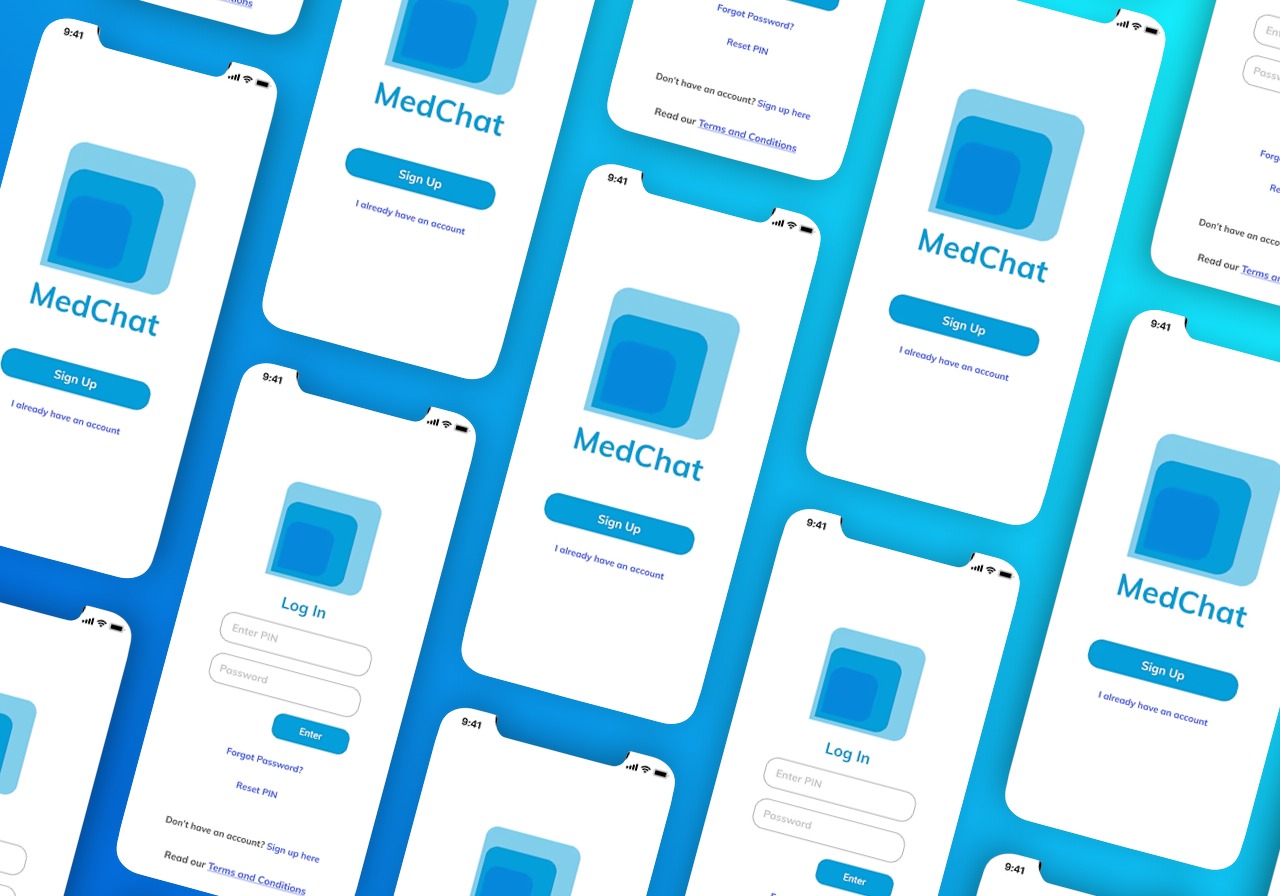 onditions
9:41
MedChat
Sign Up
I already have an account
MedChat
Sign Up
I already have an account
9:41
Log In
Enter PIN
Password
Enter
Forgot Password?
Reset PIN
Don't have an account? Sign up here
Read our Terms and Conditions
Forgot Password?
Reset PIN
Don't have an account? Sign up here
Read our Terms and Conditions
9:41
MedChat
Sign Up
I already have an account
9:41
MedChat
Sign Up
I already have an account
9:41
Log In
Enter PIN
Password
Enter
Passw
Don't have an acco
Read our Terms a
9:41
MedChat
Sign Up
I already have an account
9:41